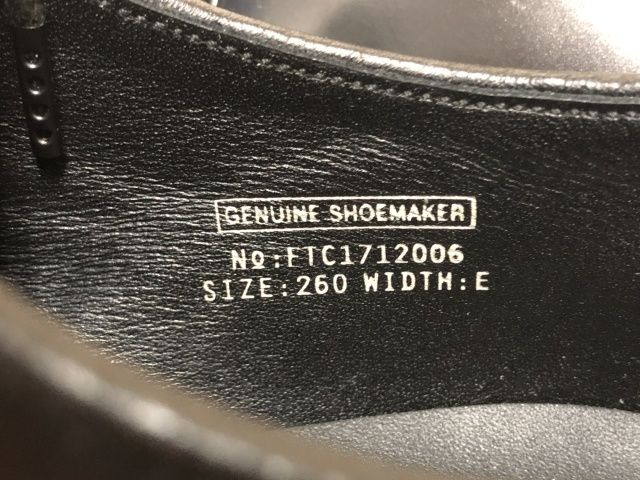 GENUINE SHOEMAKER
No:FTC1712006
SIZE:260 WIDTH:E